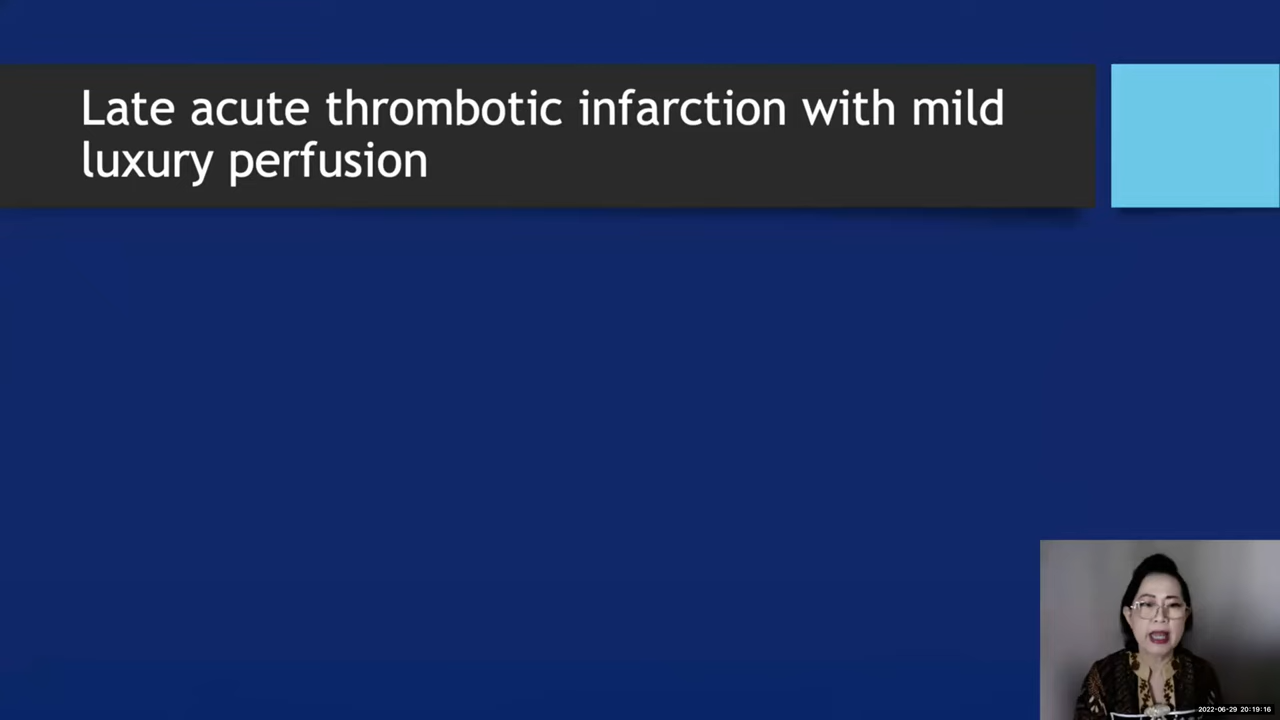 Late acute thrombotic infarction with mild
luxury perfusion
2022-06-29 20:19:16